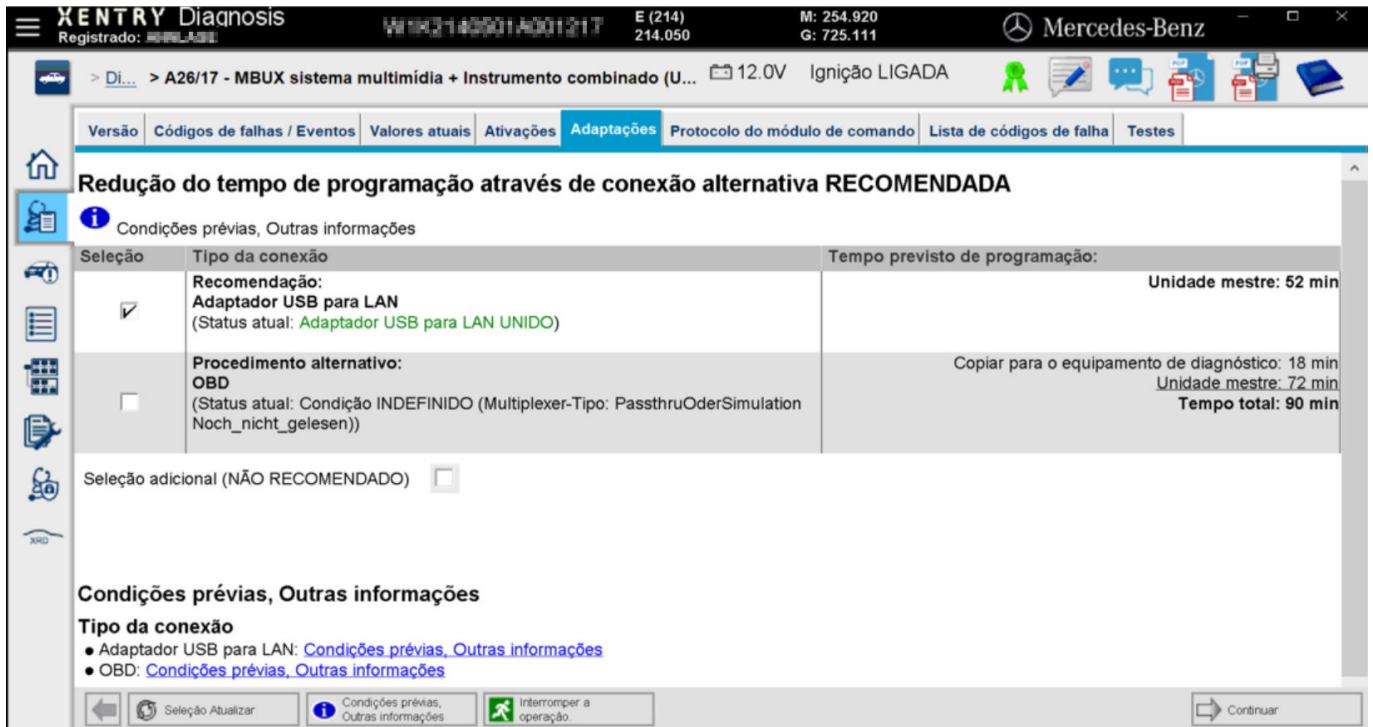 XENTRY Diagnosis
Registrado:
E (214)
214.050
M: 254.920
G: 725.111
Mercedes-Benz
> Di... > A26/17 - MBUX sistema multimídia + Instrumento combinado (U...
12.0V
Ignição LIGADA
Versão
Códigos de falhas / Eventos
Valores atuais
Ativações
Adaptações
Protocolo do módulo de comando
Lista de códigos de falha
Testes
Redução do tempo de programação através de conexão alternativa RECOMENDADA
Condições prévias, Outras informações
Seleção
Tipo da conexão
Tempo previsto de programação:
Recomendação:
Adaptador USB para LAN
(Status atual: Adaptador USB para LAN UNIDO)
Unidade mestre: 52 min
Procedimento alternativo:
OBD
(Status atual: Condição INDEFINIDO (Multiplexer-Tipo: PassthruOderSimulation
Noch_nicht_gelesen))
Copiar para o equipamento de diagnóstico: 18 min
Unidade mestre: 72 min
Tempo total: 90 min
Seleção adicional (NÃO RECOMENDADO)
XRD
Condições prévias, Outras informações
Tipo da conexão
● Adaptador USB para LAN: Condições prévias, Outras informações
● OBD: Condições prévias, Outras informações
Seleção Atualizar
Condições prévias,
Outras informações
Interromper a
operação.
Continuar